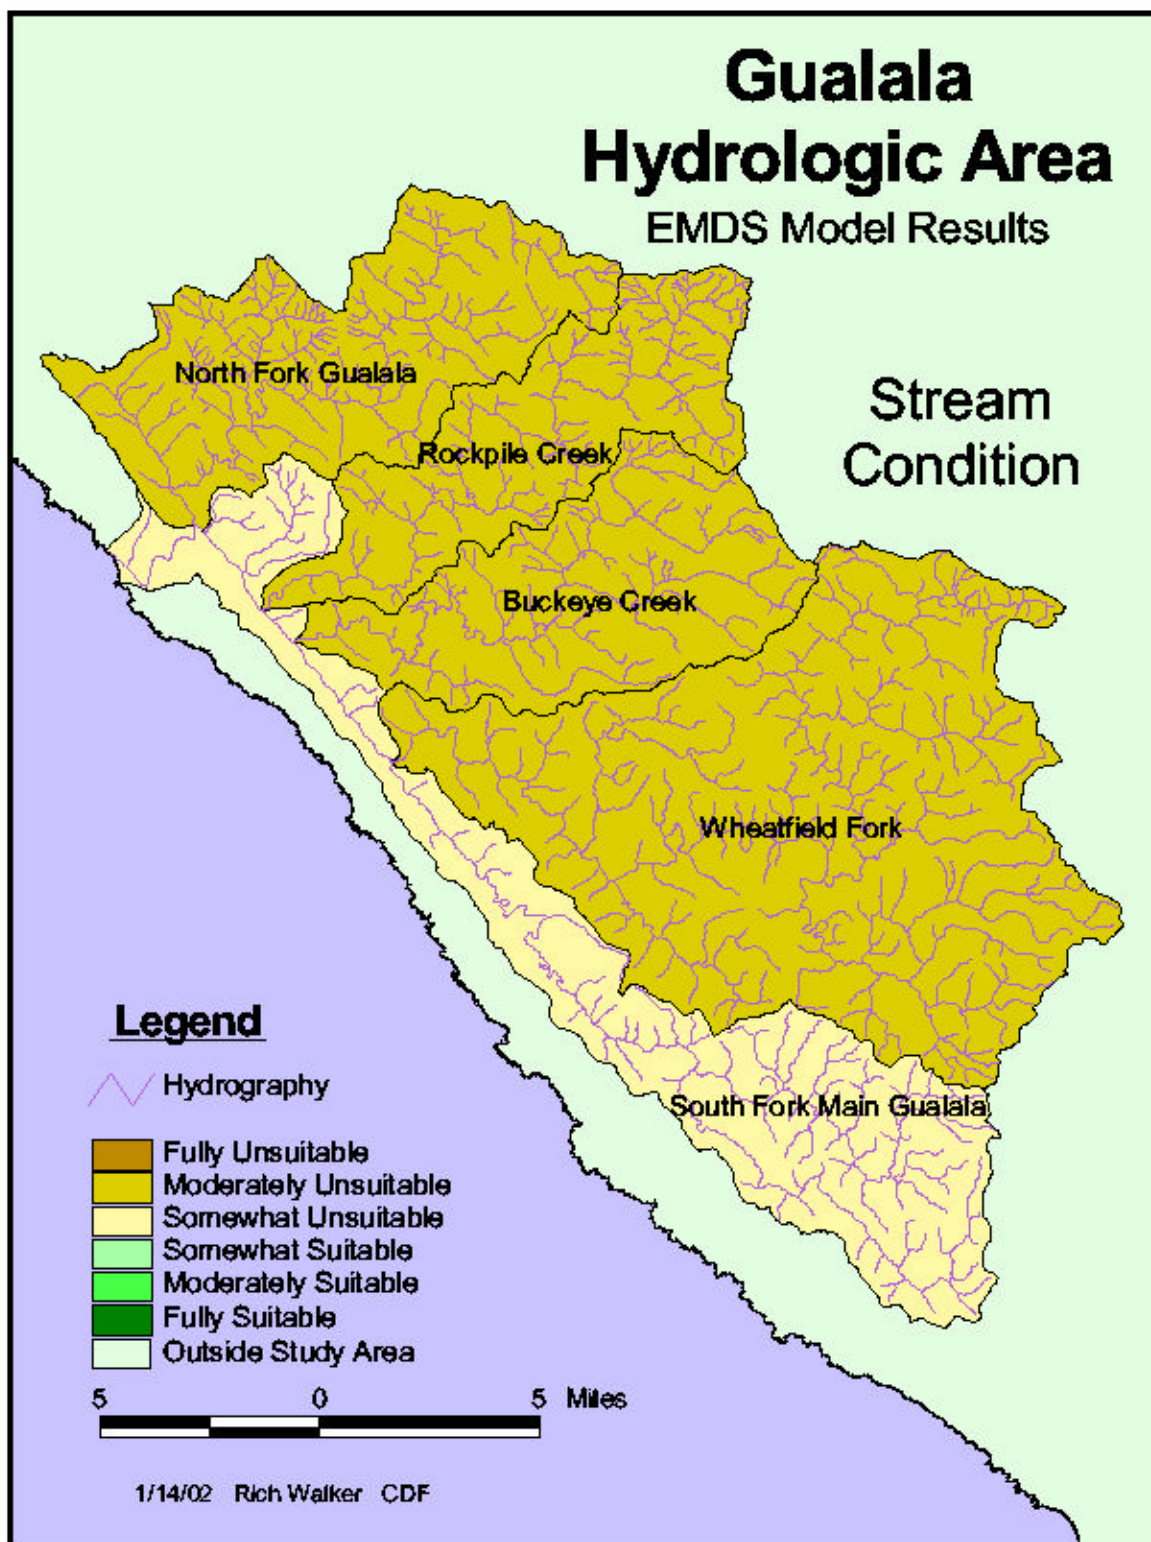 Gualala
Hydrologic Area
EMDS Model Results
Stream
Condition
North Fork Gualala
Rockpile Creek
Buckeye Creek
Wheatfield Fork
South Fork Main Gualala
Legend
Hydrography
Fully Unsuitable
Moderately Unsuitable
Somewhat Unsuitable
Somewhat Suitable
Moderately Suitable
Fully Suitable
Outside Study Area
5 0 5 Miles
1/14/02 Rich Walker CDF